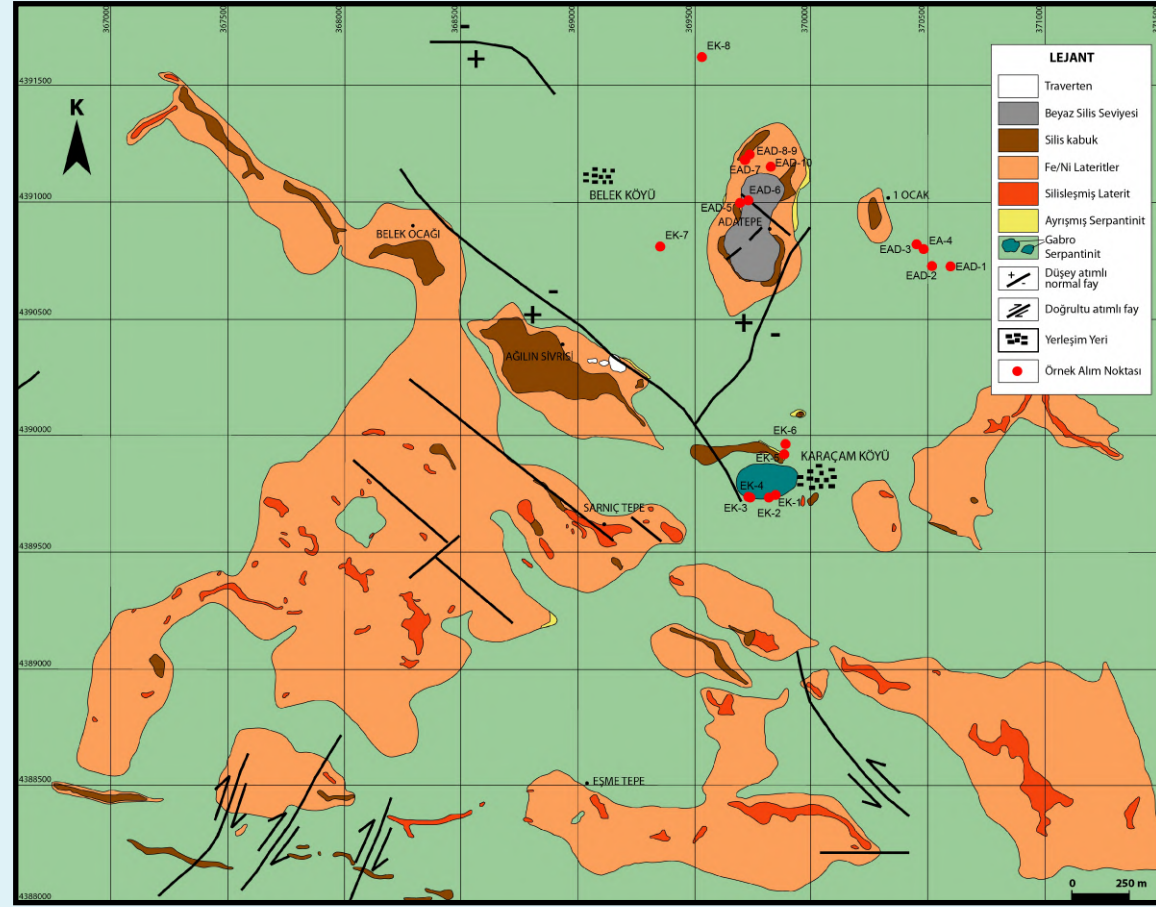 3670000
3675000
3680000
3685000
3690000
3695000
3700000
3705000
3710000
4391500
4391000
4390500
4390000
4389500
4389000
4388500
4388000
K
-
+
EK-8
EAD-8-9
EAD-7
EAD-10
BELEK KÖYÜ
EAD-6
EAD-5
ADATEPE
1 OCAK
BELEK OCAĞI
EK-7
EAD-3
EA-4
EAD-2
EAD-1
-
+
+
-
AĞILIN SİVRİSİ
EK-6
EK-5
KARAÇAM KÖYÜ
EK-4
EK-1
EK-3
EK-2
SARNIÇ TEPE
EŞME TEPE
LEJANT
Traverten
Beyaz Silis Seviyesi
Silis kabuk
Fe/Ni Lateritler
Silisleşmiş Laterit
Ayrışmış Serpantinit
Gabro
Serpantinit
+
-
Düşey atımlı
normal fay
Doğrultu atımlı fay
Yerleşim Yeri
Örnek Alım Noktası
0 250 m